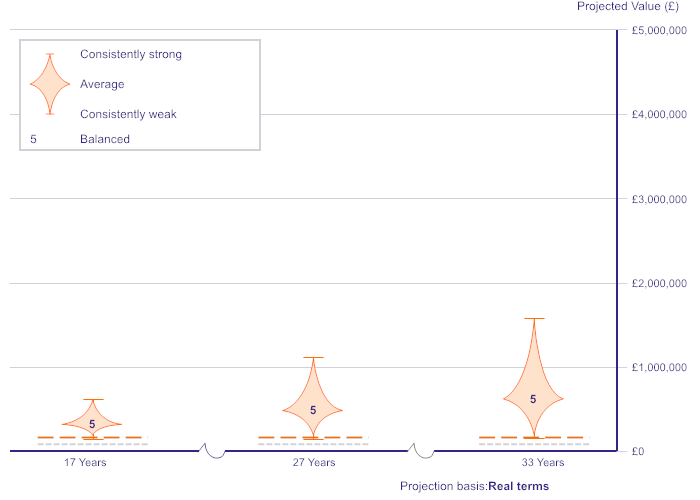 Projected Value (£)
£5,000,000
Consistently strong
Average
Consistently weak
5 Balanced
£4,000,000
£3,000,000
£2,000,000
£1,000,000
5
5
5
£0
17 Years
27 Years
33 Years
Projection basis:Real terms